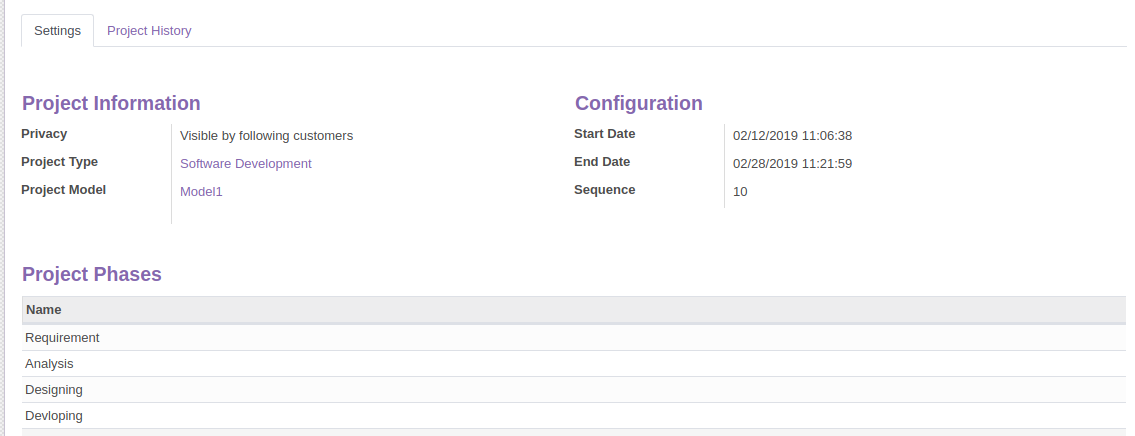 Settings Project History
Project Information
Privacy Visible by following customers
Project Type Software Development
Project Model Model1
Configuration
Start Date 02/12/2019 11:06:38
End Date 02/28/2019 11:21:59
Sequence 10
Project Phases
Name
Requirement
Analysis
Designing
Devloping